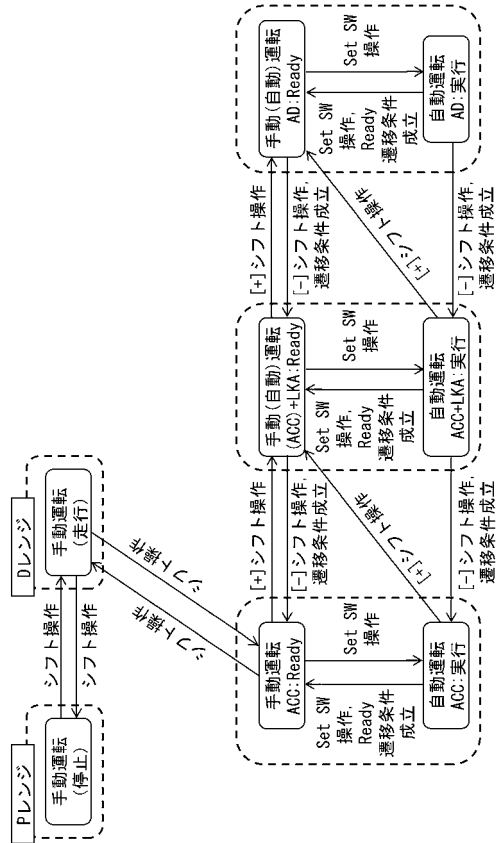 Pレンジ
手動運転
(停止)
シフト操作
シフト操作
Dレンジ
手動運転
(走行)
シフト操作
シフト操作
手動運転
ACC:Ready
[+]シフト操作
[-]シフト操作,
遷移条件成立
手動(自動)運転
(ACC)+LKA:Ready
[+]シフト操作
[-]シフト操作,
遷移条件成立
手動(自動)運転
AD:Ready
Set SW
操作,
Ready
遷移条件
成立
Set SW
操作
[+]シフト操作
Set SW
操作,
Ready
遷移条件
成立
Set SW
操作
[+]シフト操作
Set SW
操作,
Ready
遷移条件
成立
Set SW
操作
自動運転
ACC:実行
[-]シフト操作,
遷移条件成立
自動運転
ACC+LKA:実行
[-]シフト操作,
遷移条件成立
自動運転
AD:実行